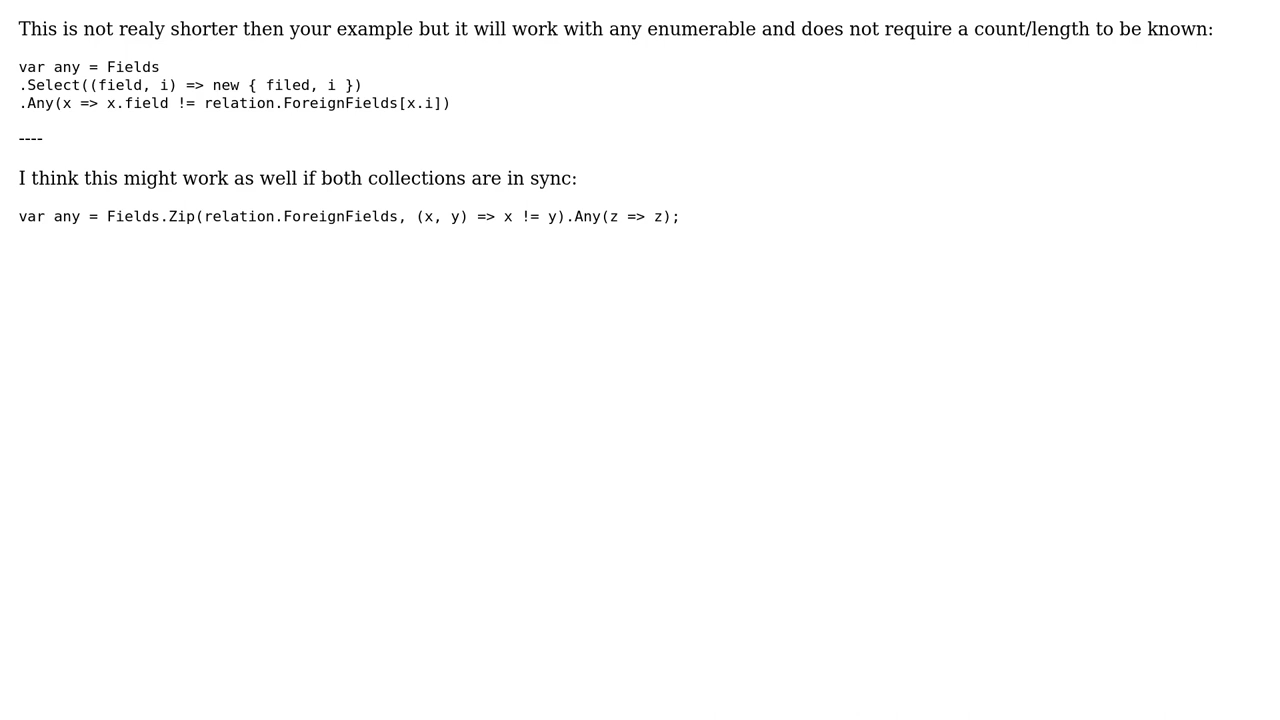 This is not realy shorter then your example but it will work with any enumerable and does not require a count/length to be known:
var any = Fields
.Select((field, i) => new { filed, i })
.Any(x => x.field != relation.ForeignFields[x.i])
----
I think this might work as well if both collections are in sync:
var any = Fields.Zip(relation.ForeignFields, (x, y) => x != y).Any(z => z);